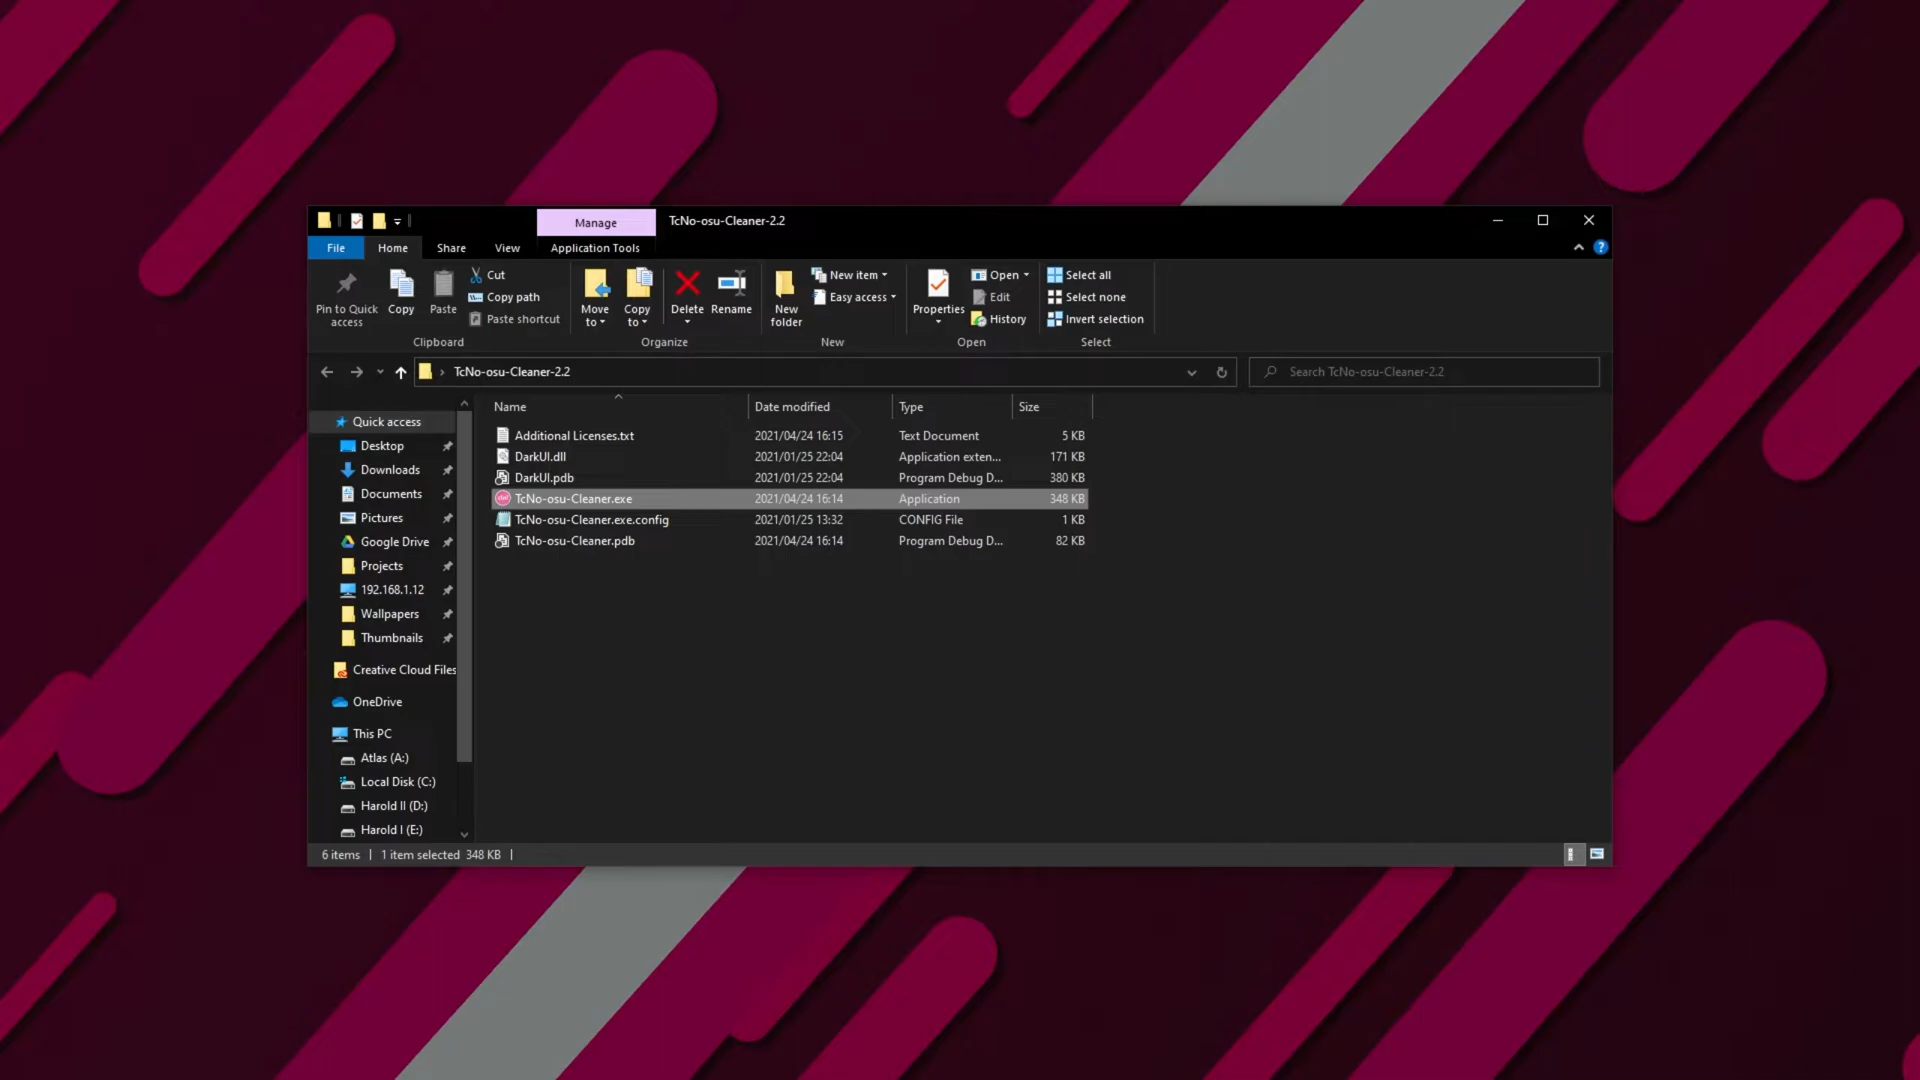 Manage
TcNo-osu-Cleaner-2.2
File
Home
Share
View
Application Tools
Pin to Quick
access
Copy
Paste
Cut
Copy path
Paste shortcut
Clipboard
Move
to
Copy
to
Delete
Rename
Organize
New
folder
New item
Easy access
New
Properties
Open
Edit
History
Open
Select all
Select none
Invert selection
Select
TcNo-osu-Cleaner-2.2
Search TcNo-osu-Cleaner-2.2
Name
Date modified
Type
Size
Additional Licenses.txt 2021/04/24 16:15 Text Document 5 KB
DarkUI.dll 2021/01/25 22:04 Application exten... 171 KB
DarkUI.pdb 2021/01/25 22:04 Program Debug D... 380 KB
TcNo-osu-Cleaner.exe 2021/04/24 16:14 Application 348 KB
TcNo-osu-Cleaner.exe.config 2021/01/25 13:32 CONFIG File 1 KB
TcNo-osu-Cleaner.pdb 2021/04/24 16:14 Program Debug D... 82 KB
Quick access
Desktop
Downloads
Documents
Pictures
Google Drive
Projects
192.168.1.12
Wallpapers
Thumbnails
Creative Cloud Files
OneDrive
This PC
Atlas (A:)
Local Disk (C:)
Harold II (D:)
Harold I (E:)
6 items
1 item selected 348 KB